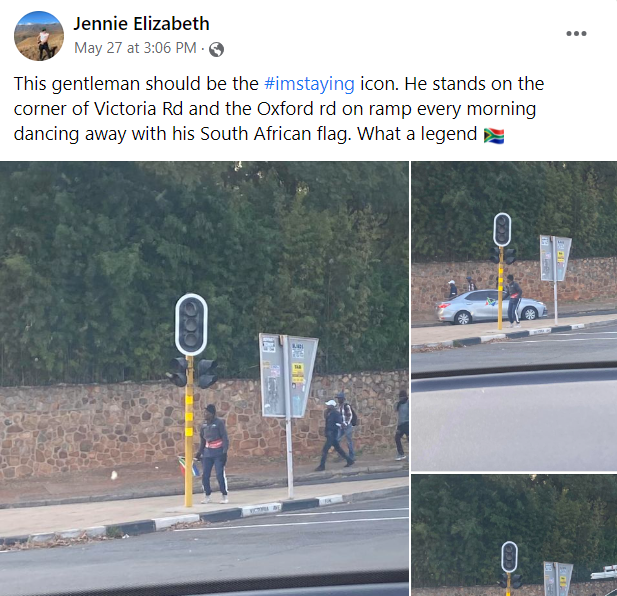 Jennie Elizabeth
May 27 at 3:06 PM ·
This gentleman should be the #imstaying icon. He stands on the
corner of Victoria Rd and the Oxford rd on ramp every morning
dancing away with his South African flag. What a legend 🇿🇦